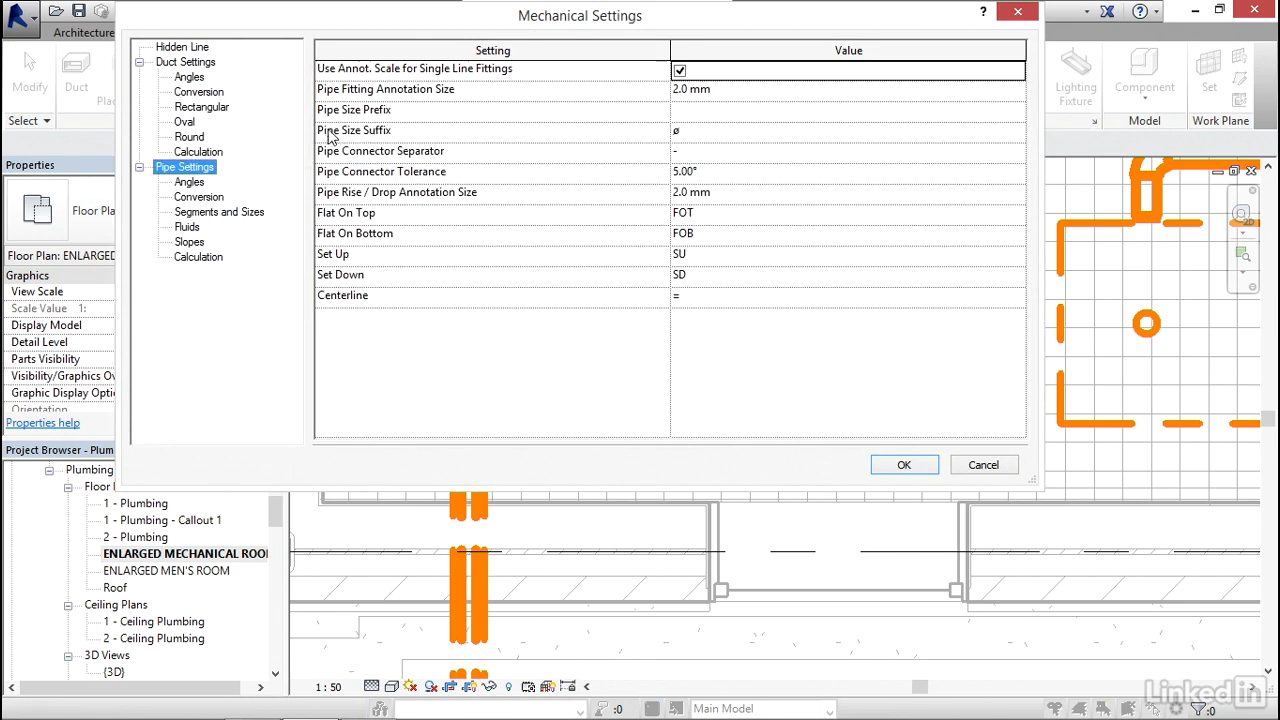 Mechanical Settings
?
Architecture
Modify
Duct
Lighting Fixture
Component
Set
Select
Model
Work Plane
Properties
Floor Pla
Floor Plan: ENLARGED
Graphics
View Scale
Scale Value 1:
Display Model
Detail Level
Parts Visibility
Visibility/Graphics Ov
Graphic Display Optio
Orientation
Properties help
Hidden Line
Duct Settings
Angles
Conversion
Rectangular
Oval
Round
Calculation
Pipe Settings
Angles
Conversion
Segments and Sizes
Fluids
Slopes
Calculation
Setting Value
Use Annot. Scale for Single Line Fittings
Pipe Fitting Annotation Size 2.0 mm
Pipe Size Prefix
Pipe Size Suffix ø
Pipe Connector Separator -
Pipe Connector Tolerance 5.00°
Pipe Rise / Drop Annotation Size 2.0 mm
Flat On Top FOT
Flat On Bottom FOB
Set Up SU
Set Down SD
Centerline =
OK Cancel
2D
Project Browser - Plum
Plumbing
Floor
1 - Plumbing
1 - Plumbing - Callout 1
2 - Plumbing
ENLARGED MECHANICAL ROOI
ENLARGED MEN'S ROOM
Roof
Ceiling Plans
1 - Ceiling Plumbing
2 - Ceiling Plumbing
3D Views
{3D}
1 : 50
:0
Main Model
:0
Linked in